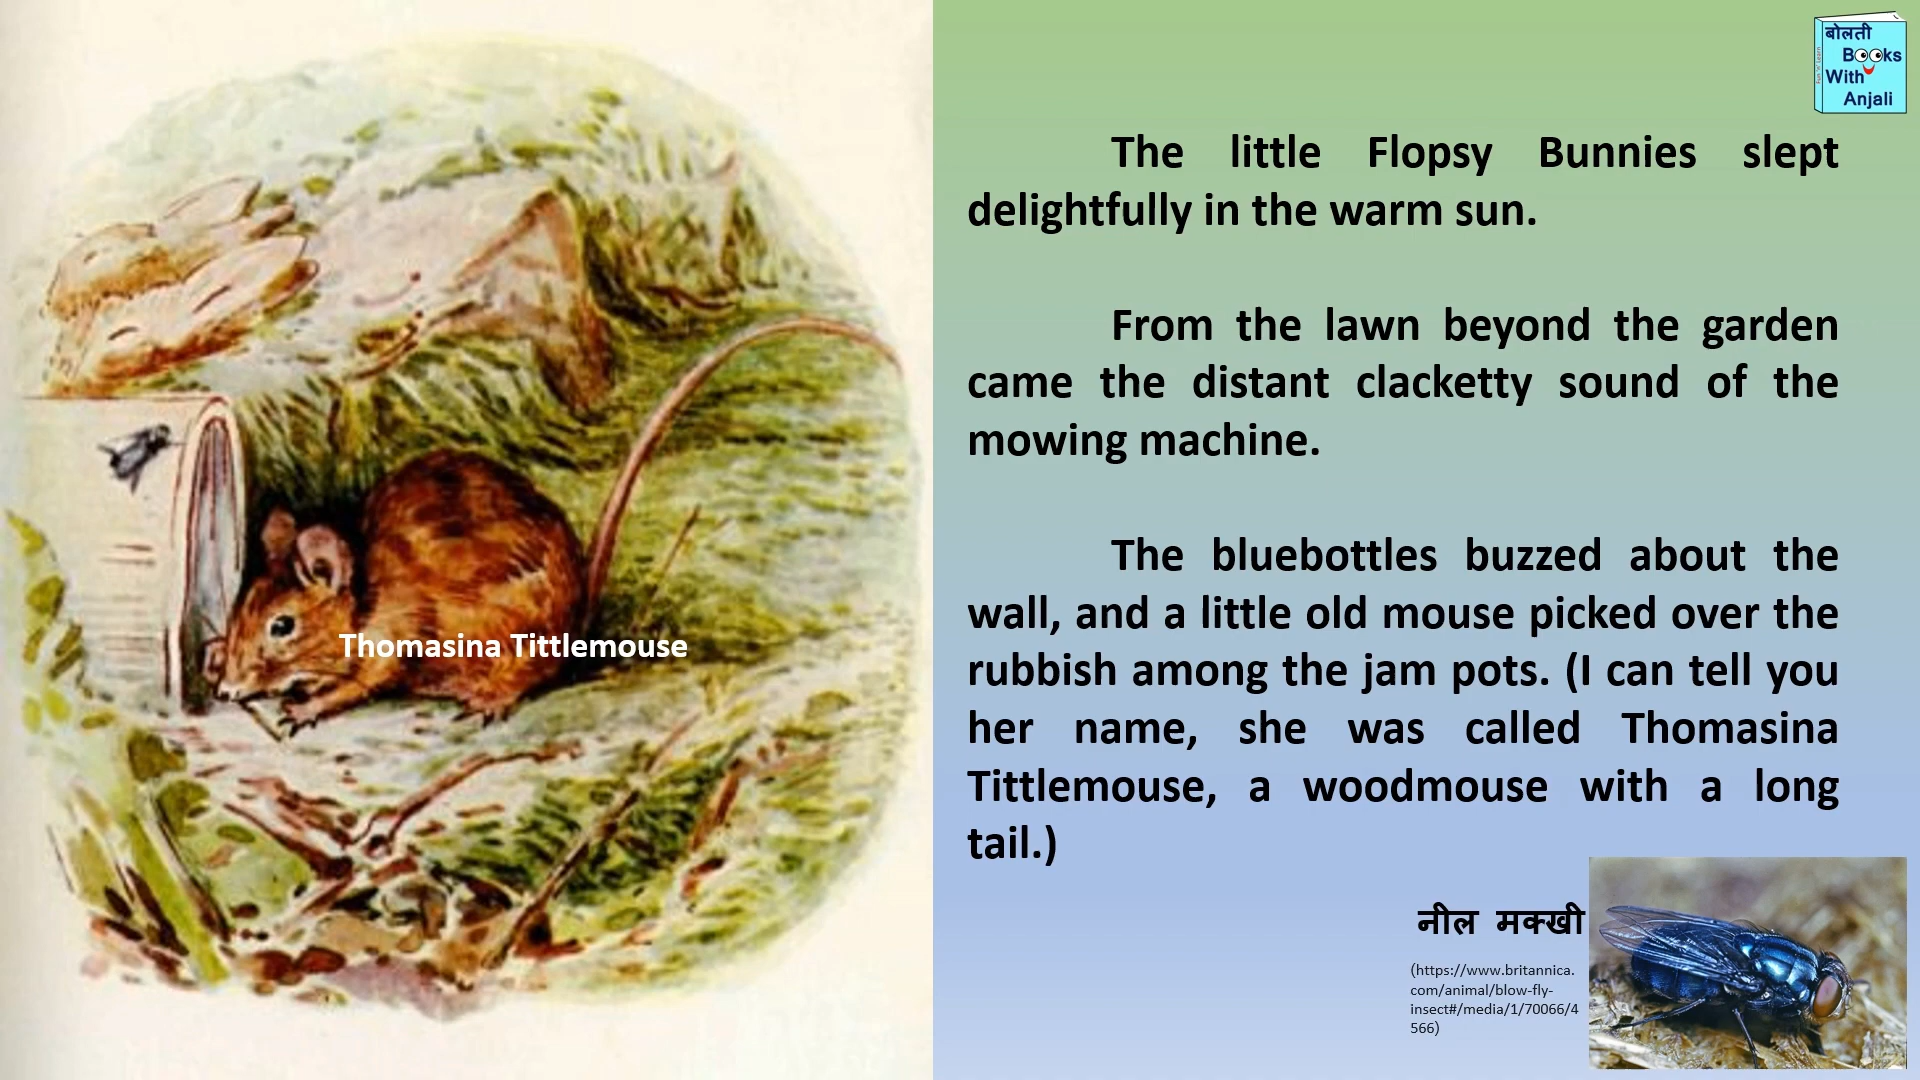 बोलती
Books
With
Anjali
Fun 'n' Learn
The little Flopsy Bunnies slept
delightfully in the warm sun.
From the lawn beyond the garden
came the distant clacketty sound of the
mowing machine.
The bluebottles buzzed about the
wall, and a little old mouse picked over the
rubbish among the jam pots. (I can tell you
her name, she was called Thomasina
Tittlemouse, a woodmouse with a long
tail.)
Thomasina Tittlemouse
नील मक्खी
(https://www.britannica.
com/animal/blow-fly-
insect#/media/1/70066/4
566)